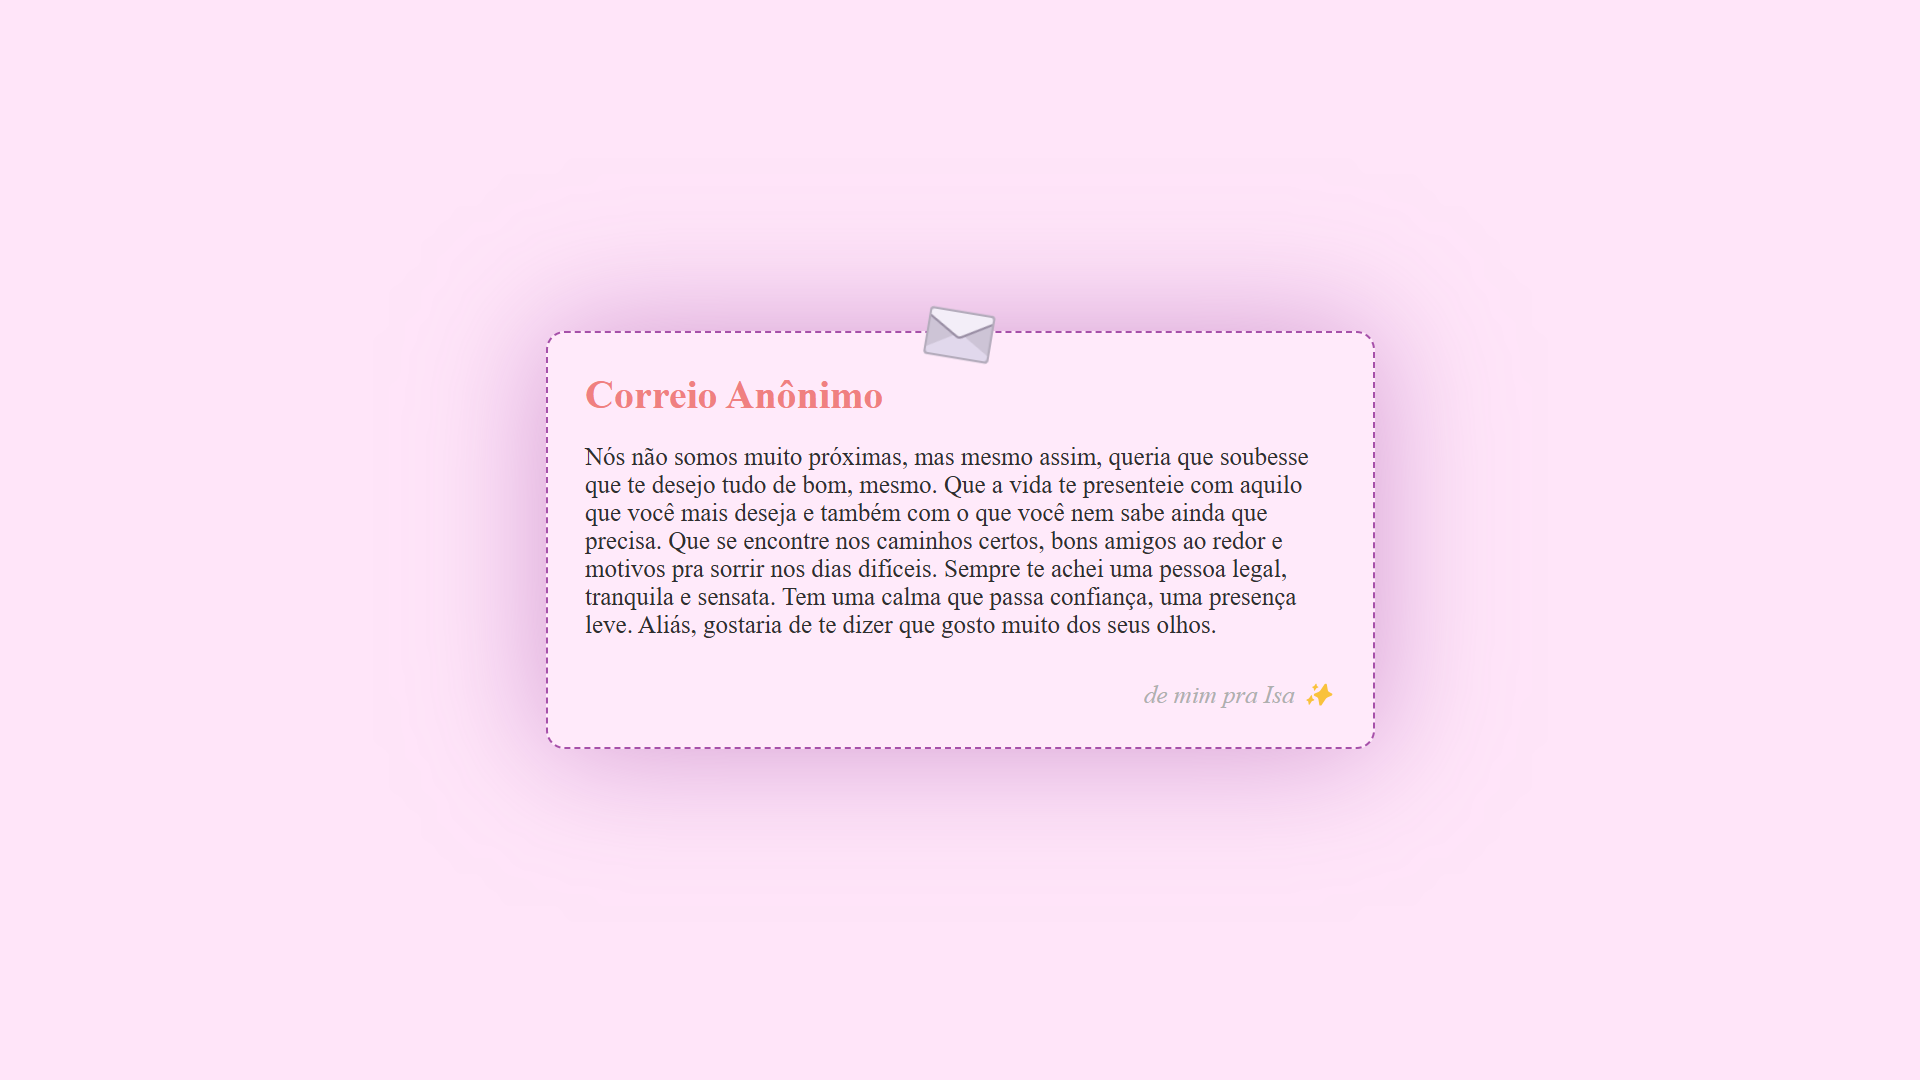 Correio Anônimo
Nós não somos muito próximas, mas mesmo assim, queria que soubesse
que te desejo tudo de bom, mesmo. Que a vida te presenteie com aquilo
que você mais deseja e também com o que você nem sabe ainda que
precisa. Que se encontre nos caminhos certos, bons amigos ao redor e
motivos pra sorrir nos dias difíceis. Sempre te achei uma pessoa legal,
tranquila e sensata. Tem uma calma que passa confiança, uma presença
leve. Aliás, gostaria de te dizer que gosto muito dos seus olhos.
de mim pra Isa ✨